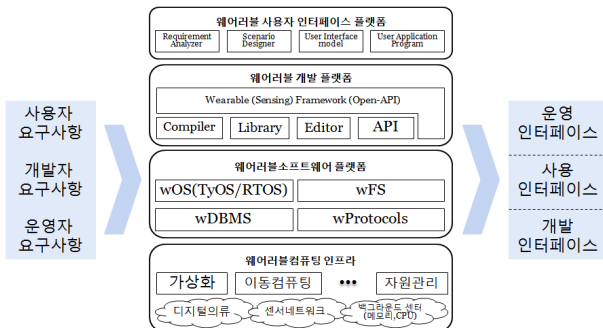 웨어러블 사용자 인터페이스 플랫폼
Requirement
Analyzer
Scenario
Designer
User Interface
model
User Application
Program
웨어러블 개발 플랫폼
Wearable (Sensing) Framework (Open-API)
Compiler
Library
Editor
API
웨어러블소프트웨어 플랫폼
wOS(TyOS/RTOS)
wFS
wDBMS
wProtocols
웨어러블컴퓨팅 인프라
가상화
이동컴퓨팅
•••
자원관리
디지털의류
센서네트워크
백그라운드 센터
(메모리,CPU)
사용자
요구사항
개발자
요구사항
운영자
요구사항
운영
인터페이스
사용
인터페이스
개발
인터페이스